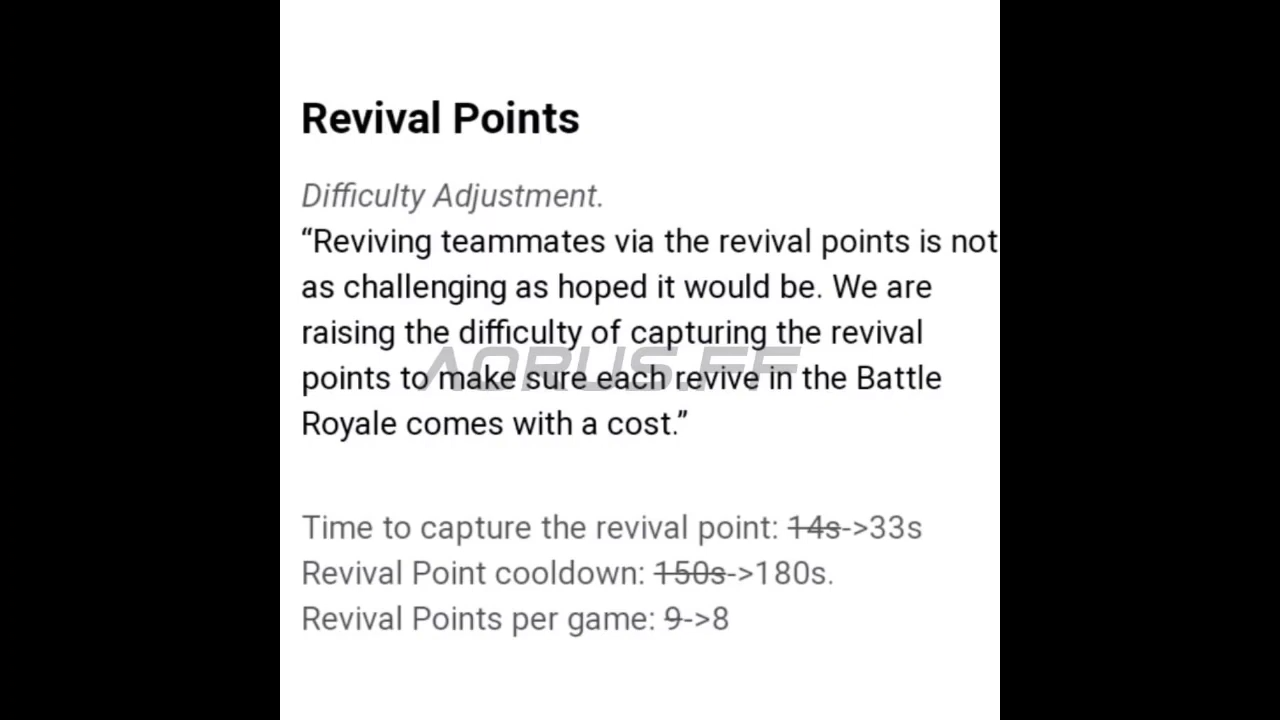 Revival Points
Difficulty Adjustment.
“Reviving teammates via the revival points is not
as challenging as hoped it would be. We are
raising the difficulty of capturing the revival
points to make sure each revive in the Battle
Royale comes with a cost.”
AORUS.FF
Time to capture the revival point: 14s->33s
Revival Point cooldown: 150s->180s.
Revival Points per game: 9->8